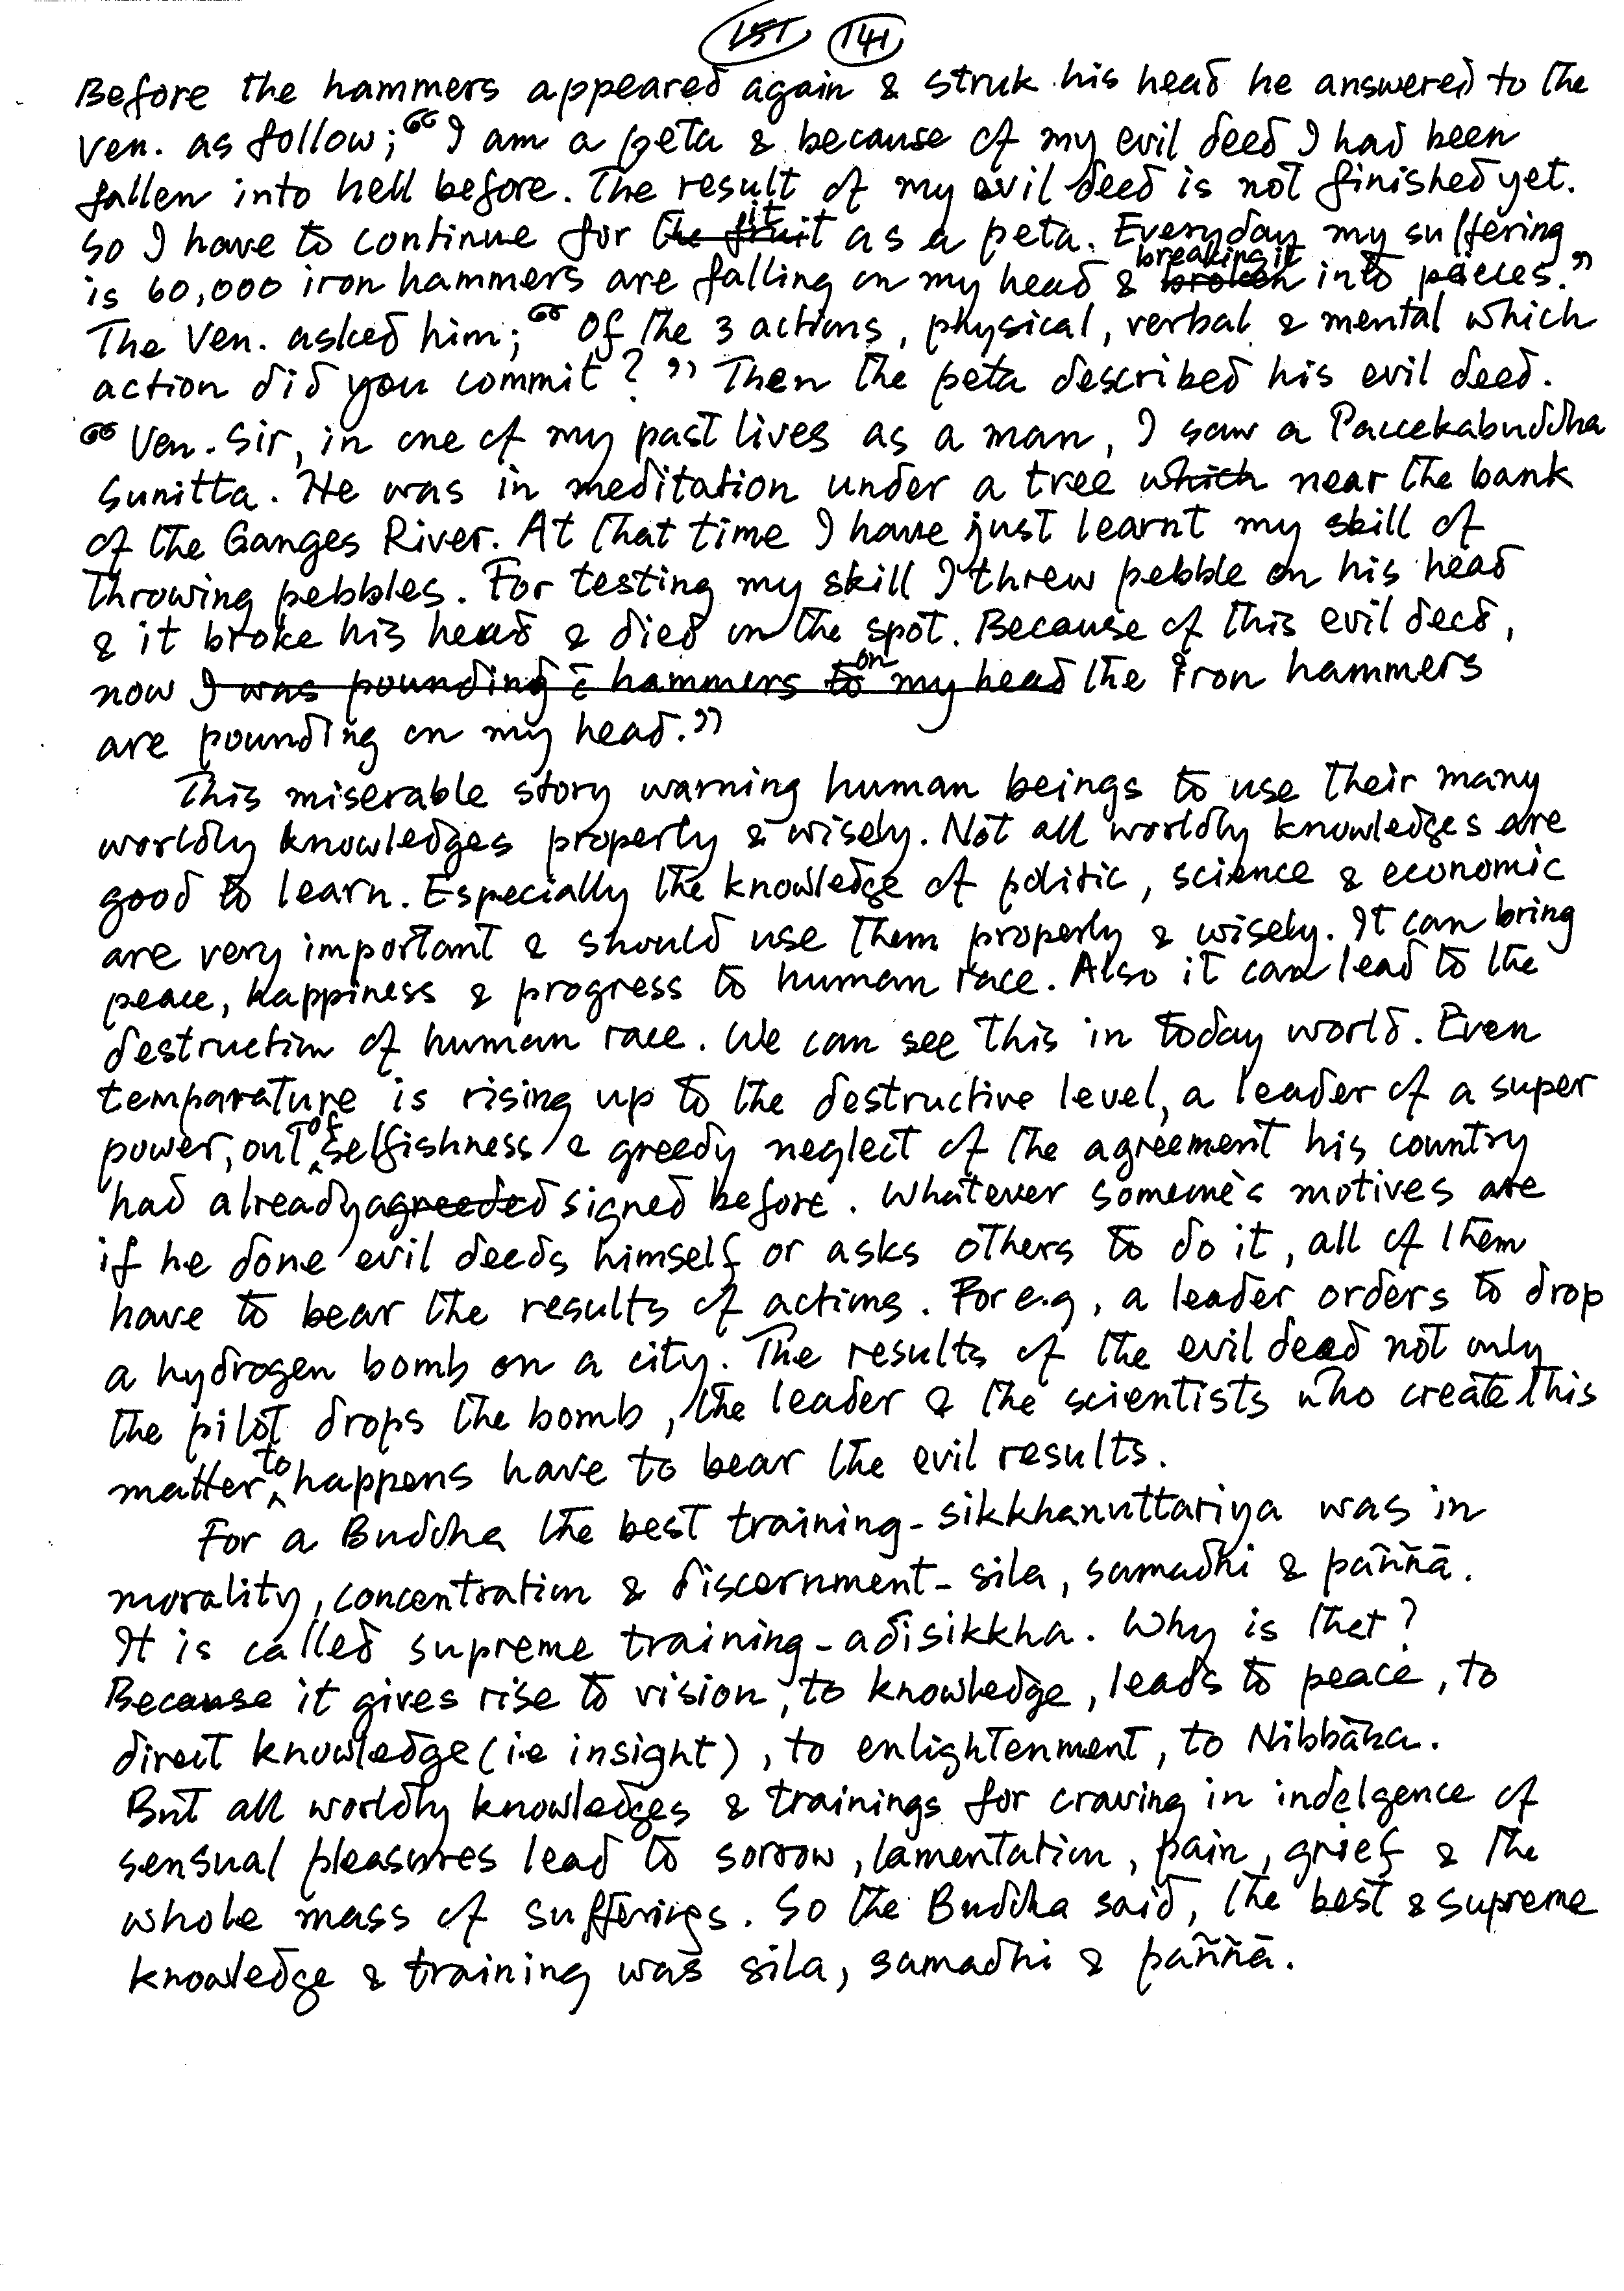 151 141
Before the hammers appeared again & struk his head he answered to the
Ven. as follow; “I am a peta & because of my evil deed I had been
fallen into hell before. The result of my evil deed is not finished yet.
So I have to continue for ~~the fruit~~ it as a peta. Everyday my suffering
is 60,000 iron hammers are falling on my head & ~~broken~~ breaking it into pieces.”
The Ven. asked him; “Of the 3 actions, physical, verbal & mental which
action did you commit?” Then the peta described his evil deed.
“Ven. Sir, in one of my past lives as a man, I saw a Paccekabuddha
Sunitta. He was in meditation under a tree ~~which~~ near the bank
of the Ganges River. At that time I have just learnt my skill of
throwing pebbles. For testing my skill I threw pebble on his head
& it broke his head & died on the spot. Because of this evil deed,
now ~~I was pounding c̄ hammers to on my head~~ the iron hammers
are pounding on my head.”
This miserable story warning human beings to use their many
worldly knowledges properly & wisely. Not all worldly knowledges are
good to learn. Especially the knowledge of politic, science & economic
are very important & should use them properly & wisely. It can bring
peace, happiness & progress to human race. Also it can lead to the
destruction of human race. We can see this in today world. Even
temparature is rising up to the destructive level, a leader of a super
power, out of selfishness & greedy neglect of the agreement his country
had already ~~agreeded~~ signed before. Whatever someone's motives are
if he done evil deeds himself or asks others to do it, all of them
have to bear the results of actions. For e.g, a leader orders to drop
a hydrogen bomb on a city. The results of the evil deed not only
the pilot drops the bomb, the leader & the scientists who create this
matter to happens have to bear the evil results.
For a Buddha the best training - sikkhanuttariya was in
morality, concentration & discernment - sila, samadhi & paññā.
It is called supreme training - adisikkha. Why is that?
Because it gives rise to vision, to knowledge, leads to peace, to
direct knowledge (i.e insight), to enlightenment, to Nibbāna.
But all worldly knowledges & trainings for craving in indelgence of
sensual pleasures lead to sorrow, lamentation, pain, grief & the
whole mass of sufferings. So the Buddha said, the best & supreme
knowledge & training was sila, samadhi & paññā.